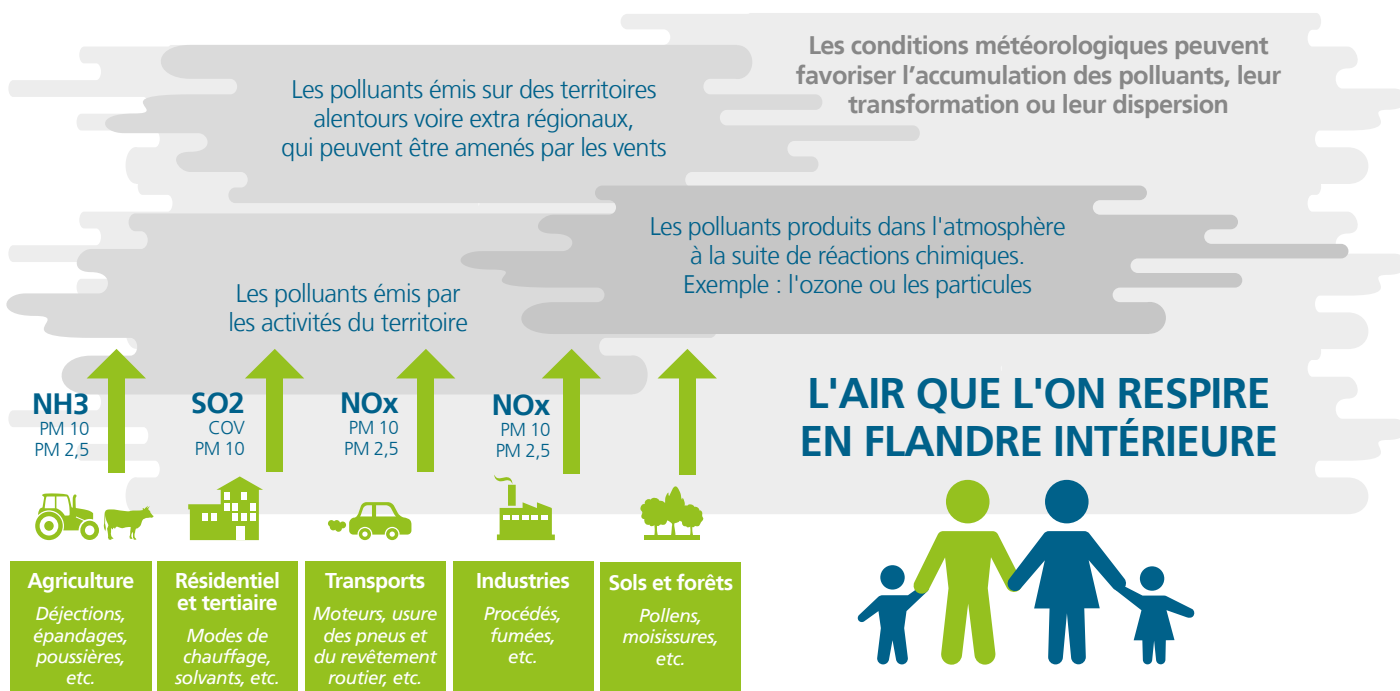 Les conditions météorologiques peuvent
favoriser l’accumulation des polluants, leur
transformation ou leur dispersion
Les polluants émis sur des territoires
alentours voire extra régionaux,
qui peuvent être amenés par les vents
Les polluants produits dans l'atmosphère
à la suite de réactions chimiques.
Exemple : l'ozone ou les particules
Les polluants émis par
les activités du territoire
NH3
PM 10
PM 2,5
SO2
COV
PM 10
NOx
PM 10
PM 2,5
NOx
PM 10
PM 2,5
L'AIR QUE L'ON RESPIRE
EN FLANDRE INTÉRIEURE
Agriculture
Déjections,
épandages,
poussières,
etc.
Résidentiel
et tertiaire
Modes de
chauffage,
solvants, etc.
Transports
Moteurs, usure
des pneus et
du revêtement
routier, etc.
Industries
Procédés,
fumées,
etc.
Sols et forêts
Pollens,
moisissures,
etc.